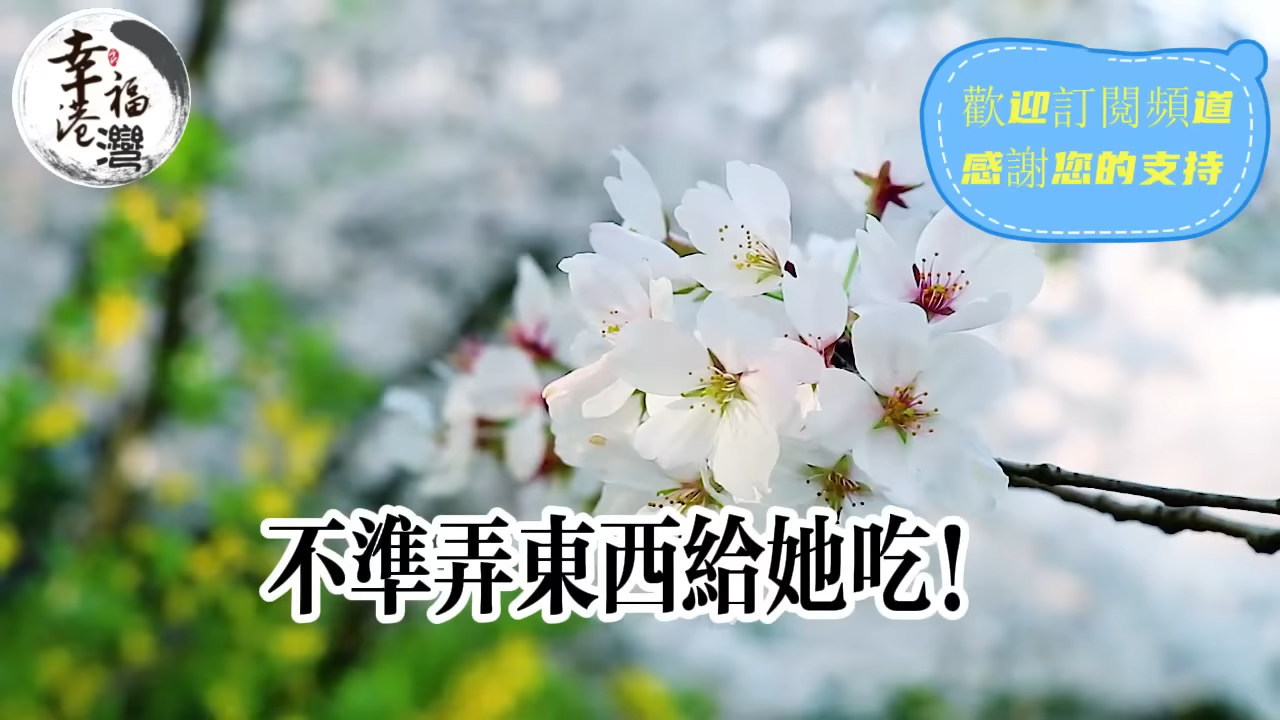 幸福
港灣
歡迎訂閱頻道
感謝您的支持
不準弄東西給她吃!